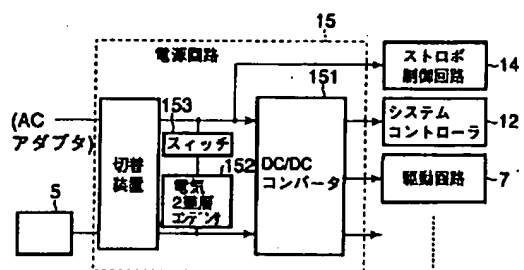 15
電源回路
151
ストロボ
制御回路
14
(AC
アダプタ)
153
スイッチ
システム
コントローラ
12
切替
装置
152
DC/DC
コンバータ
電気
2重層
コンデンサ
駆動回路
7
5